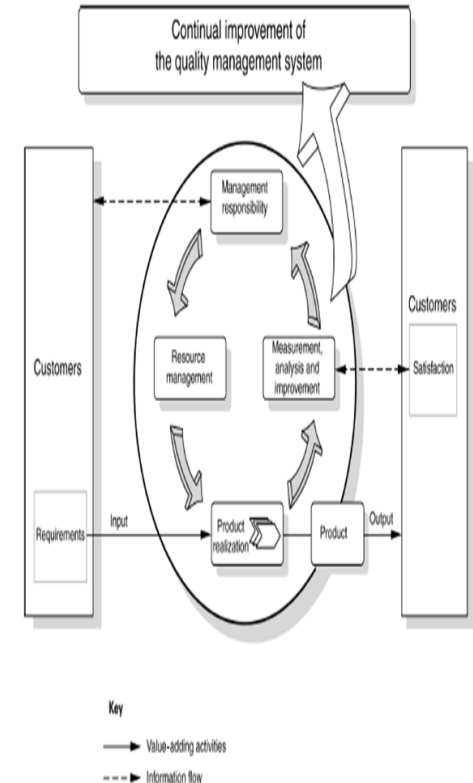 Continual improvement of
the quality management system
Management
responsibility
Customers
Customers
Resource
management
Measurement,
analysis and
improvement
Satisfaction
Requirements
Input
Product
realization
Product
Output
Key
Value-adding activities
Information flow